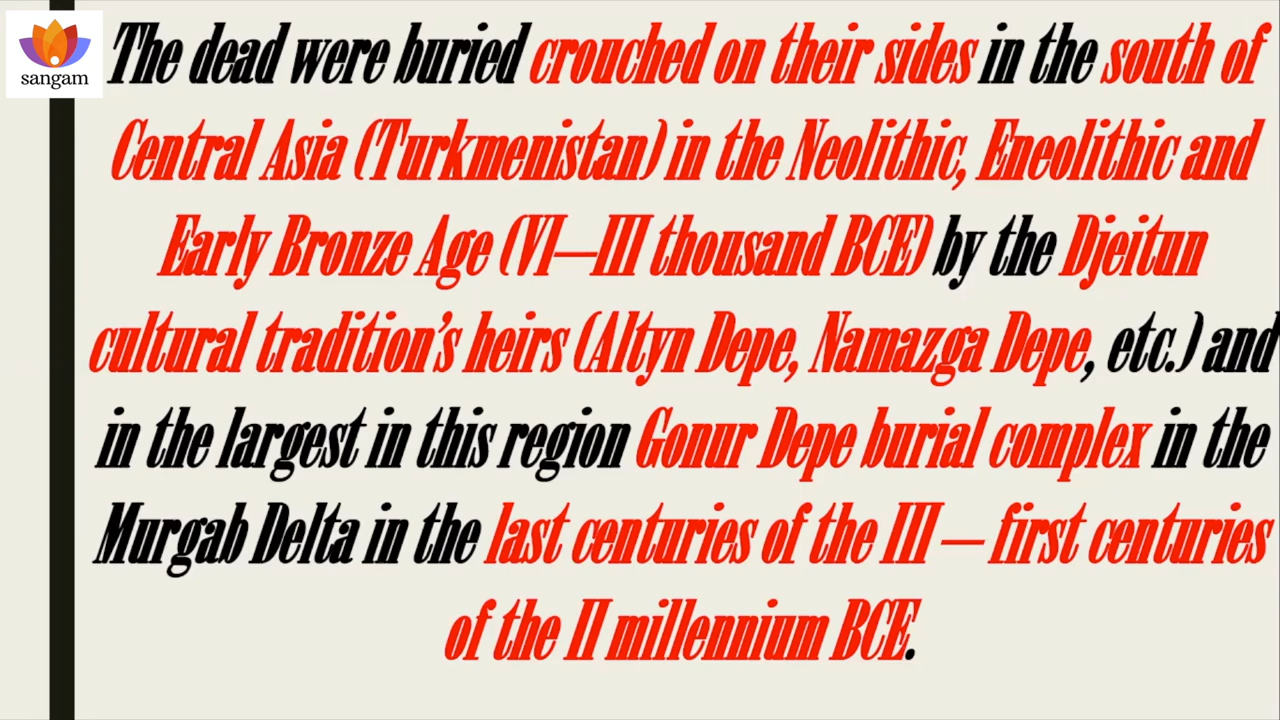 sangam
The dead were buried crouched on their sides in the south of
Central Asia (Turkmenistan) in the Neolithic, Eneolithic and
Early Bronze Age (VI—III thousand BCE) by the Djeitun
cultural tradition’s heirs (Altyn Depe, Namazga Depe, etc.) and
in the largest in this region Gonur Depe burial complex in the
Murgab Delta in the last centuries of the III — first centuries
of the II millennium BCE.